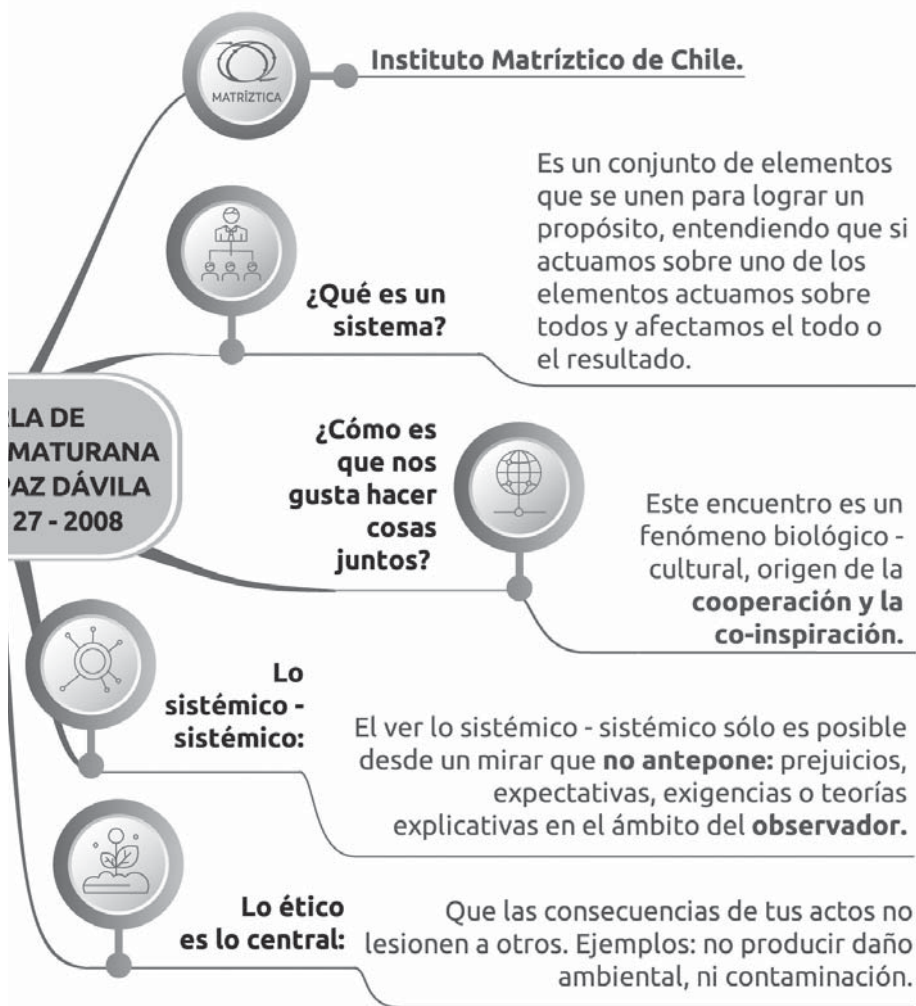 MATRÍZTICA
Instituto Matríztico de Chile.
¿Qué es un
sistema?
Es un conjunto de elementos
que se unen para lograr un
propósito, entendiendo que si
actuamos sobre uno de los
elementos actuamos sobre
todos y afectamos el todo o
el resultado.
RLA DE
MATURANA
PAZ DÁVILA
27 - 2008
¿Cómo es
que nos
gusta hacer
cosas
juntos?
Este encuentro es un
fenómeno biológico -
cultural, origen de la
cooperación y la
co-inspiración.
Lo
sistémico -
sistémico:
El ver lo sistémico - sistémico sólo es posible
desde un mirar que no antepone: prejuicios,
expectativas, exigencias o teorías
explicativas en el ámbito del observador.
Lo ético
es lo central:
Que las consecuencias de tus actos no
lesionen a otros. Ejemplos: no producir daño
ambiental, ni contaminación.